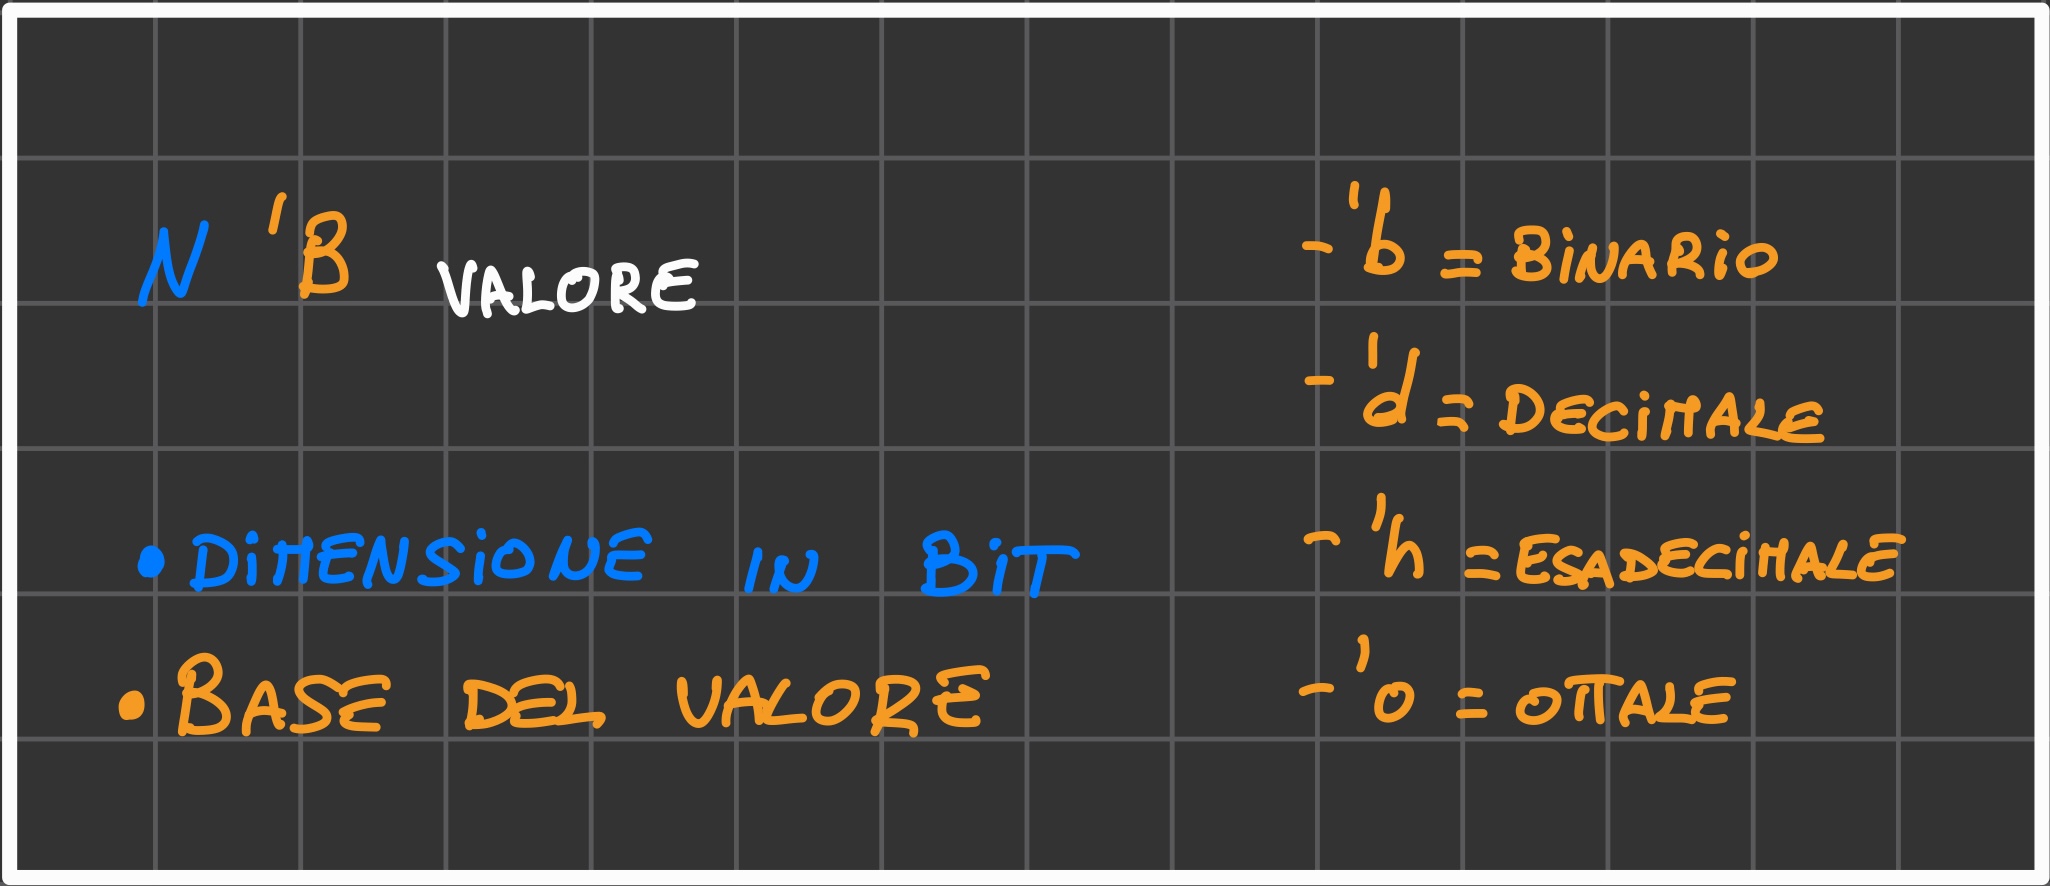 N 'B VALORE
• DiMENSiONE IN BiT
• BASE DEL VALORE
- 'b = BiNARiO
- 'd = DECiMALE
- 'h = ESADECiMALE
- 'o = OTTALE